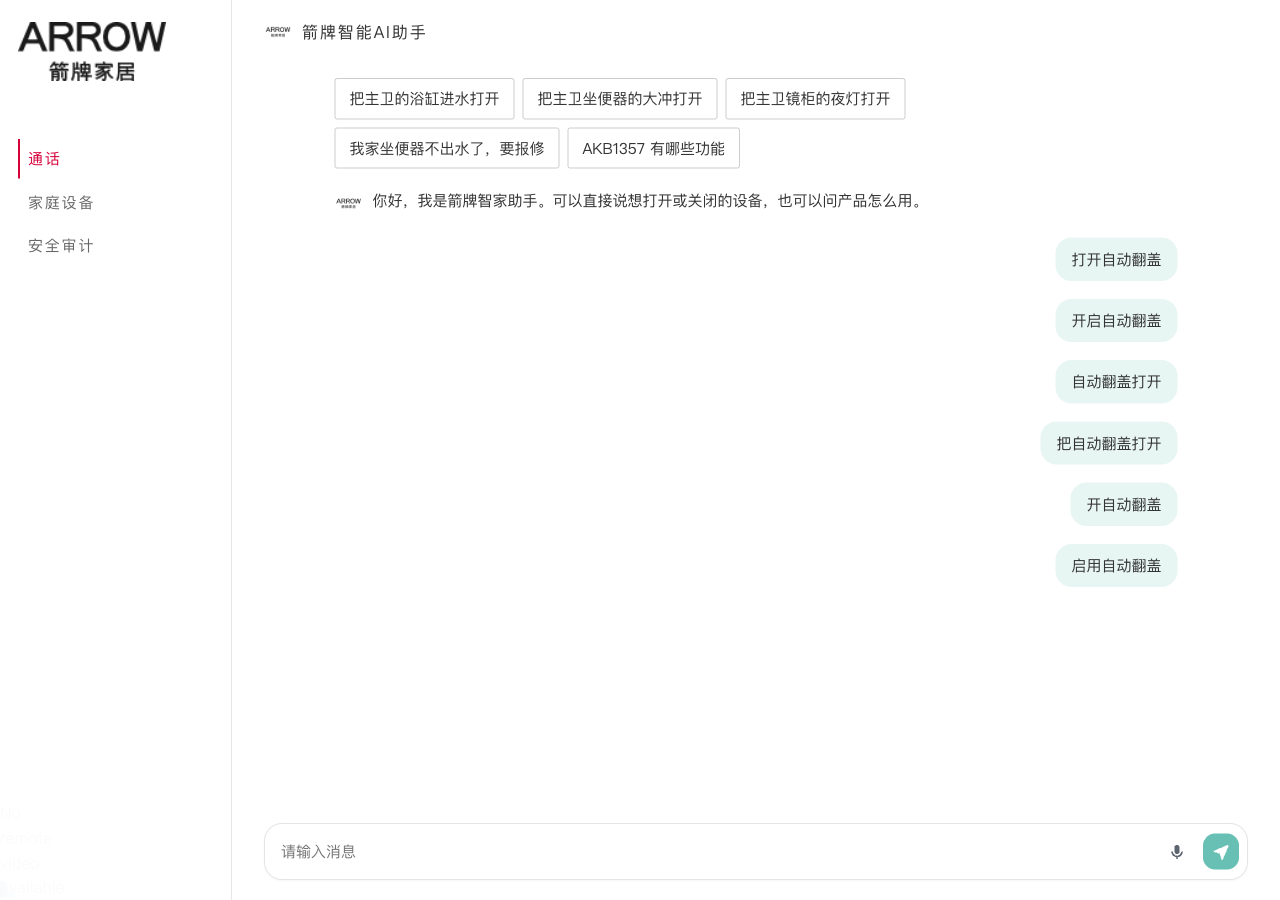 ARROW
箭牌家居
通话
家庭设备
安全审计
ARROW
箭牌智能AI助手
把主卫的浴缸进水打开
把主卫坐便器的大冲打开
把主卫镜柜的夜灯打开
我家坐便器不出水了，要报修
AKB1357 有哪些功能
ARROW
你好，我是箭牌智家助手。可以直接说想打开或关闭的设备，也可以问产品怎么用。
打开自动翻盖
开启自动翻盖
自动翻盖打开
把自动翻盖打开
开自动翻盖
启用自动翻盖
请输入消息